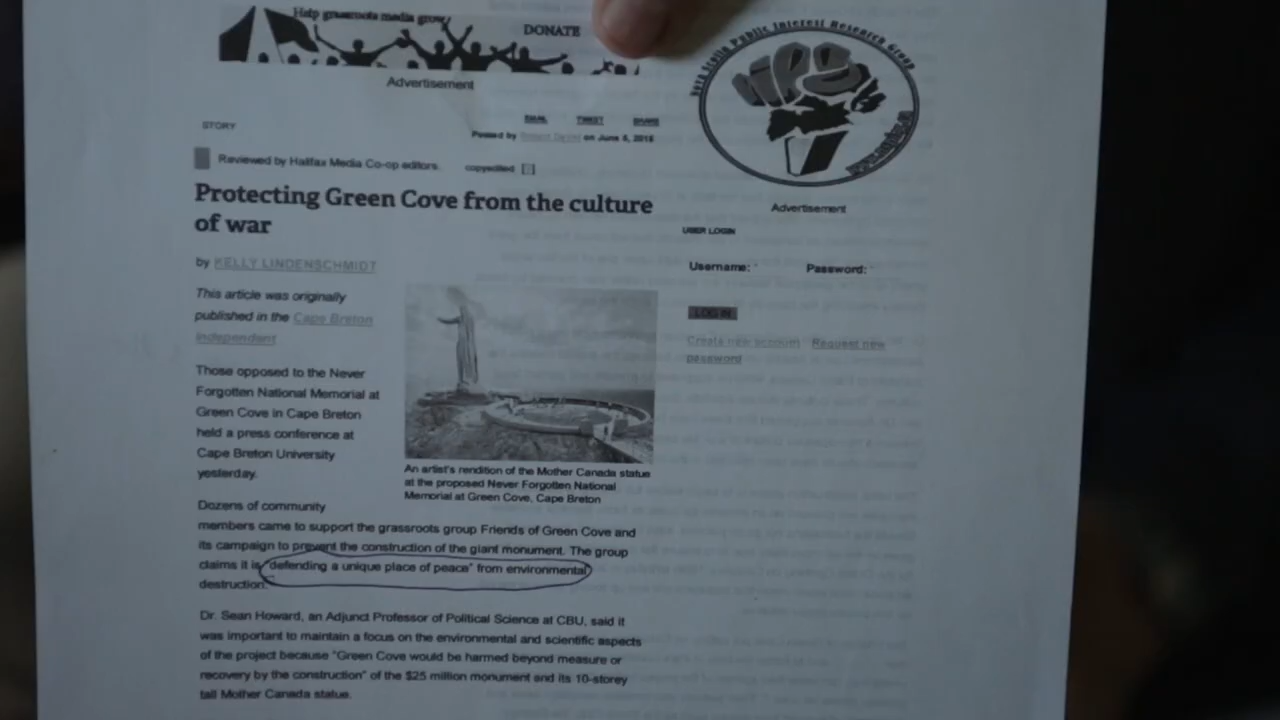 Help grassroots media grow
DONATE
Advertisement
Nova Scotia Public Interest Research Group
Advertisement
STORY
EMAIL TWEET SHARE
Posted by Robert Devet on June 5, 2015
Reviewed by Halifax Media Co-op editors. copyedited
Protecting Green Cove from the culture
of war
by KELLY LINDENSCHMIDT
This article was originally
published in the Cape Breton
Independent
Those opposed to the Never
Forgotten National Memorial at
Green Cove in Cape Breton
held a press conference at
Cape Breton University
yesterday.
An artist's rendition of the Mother Canada statue
at the proposed Never Forgotten National
Memorial at Green Cove, Cape Breton
Dozens of community
members came to support the grassroots group Friends of Green Cove and
its campaign to prevent the construction of the giant monument. The group
claims it is "defending a unique place of peace" from environmental
destruction.
Dr. Sean Howard, an Adjunct Professor of Political Science at CBU, said it
was important to maintain a focus on the environmental and scientific aspects
of the project because "Green Cove would be harmed beyond measure or
recovery by the construction" of the $25 million monument and its 10-storey
tall Mother Canada statue.
USER LOGIN
Username: * Password: *
LOG IN
Create new account Request new
password